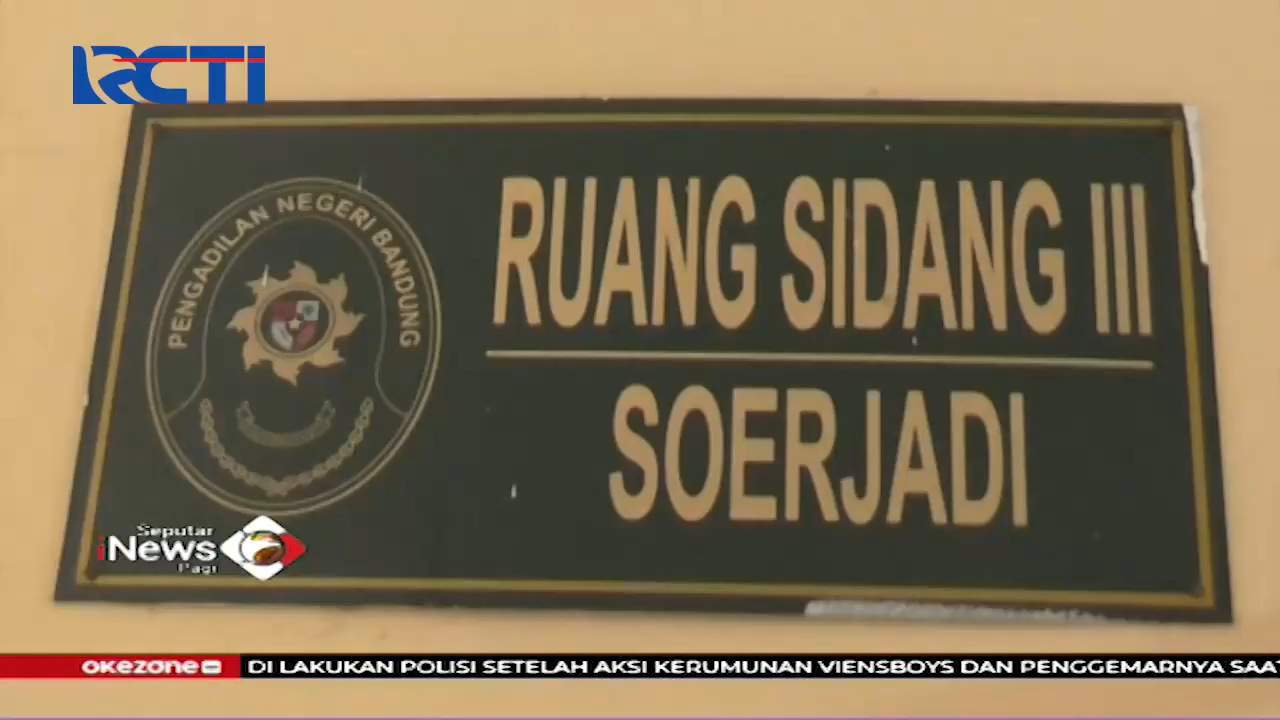 RCTI
PENGADILAN NEGERI BANDUNG
RUANG SIDANG III
SOERJADI
Seputar
iNews
Pagi
OKEZONE
DI LAKUKAN POLISI SETELAH AKSI KERUMUNAN VIENSBOYS DAN PENGGEMARNYA SAAT